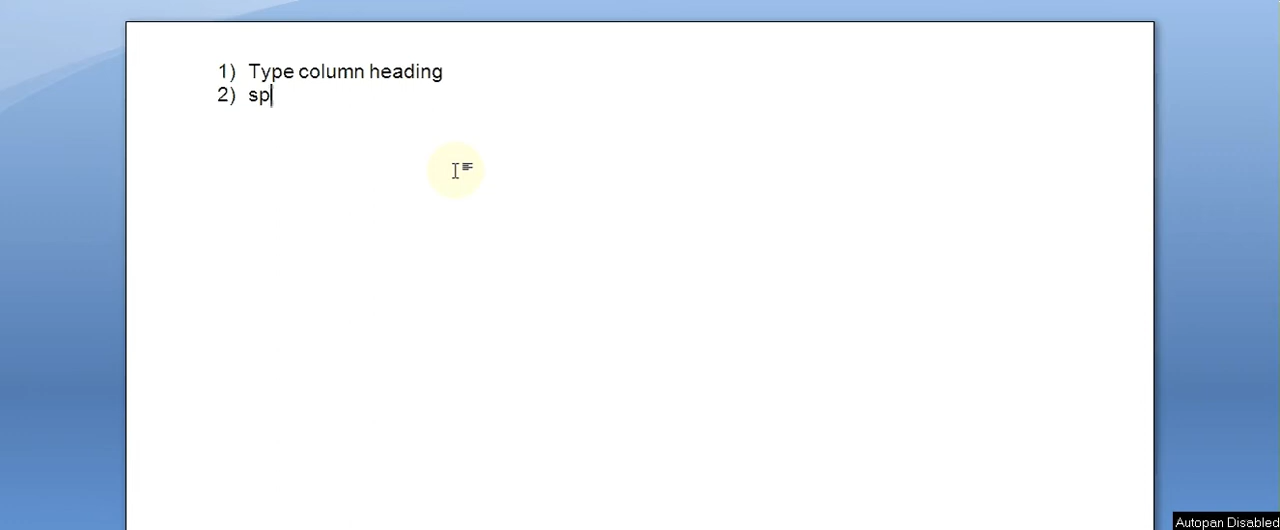 1) Type column heading
2) sp
Autopan Disabled